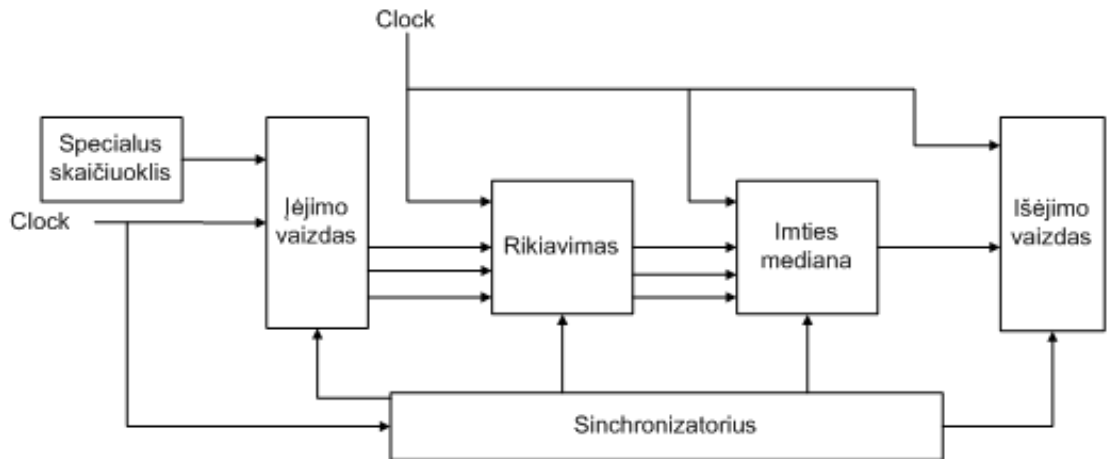 Clock
Specialus
skaičiuoklis
Clock
Įėjimo
vaizdas
Rikiavimas
Imties
mediana
Išėjimo
vaizdas
Sinchronizatorius